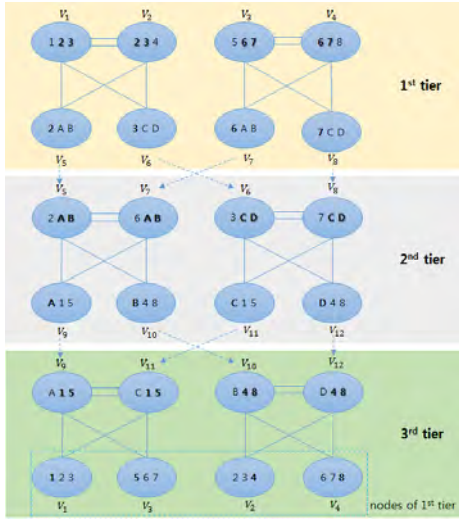 V₁ V₂ V₃ V₄
1 2 3 2 3 4 5 6 7 6 7 8
1ˢᵗ tier
2 A B 3 C D 6 A B 7 C D
V₅ V₆ V₇ V₈
V₅ V₇ V₆ V₈
2 A B 6 A B 3 C D 7 C D
2ⁿᵈ tier
A 1 5 B 4 8 C 1 5 D 4 8
V₉ V₁₀ V₁₁ V₁₂
V₉ V₁₁ V₁₀ V₁₂
A 1 5 C 1 5 B 4 8 D 4 8
3ʳᵈ tier
1 2 3 5 6 7 2 3 4 6 7 8
V₁ V₃ V₂ V₄
nodes of 1ˢᵗ tier